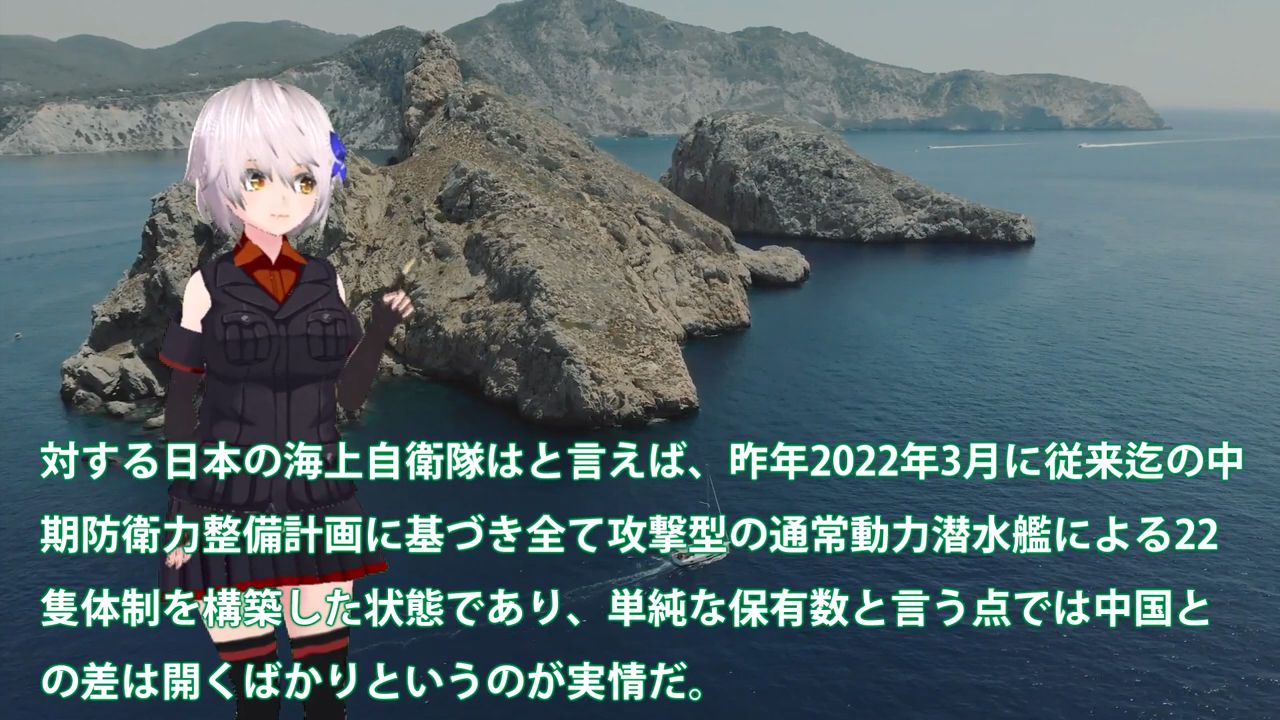 対する日本の海上自衛隊はと言えば、昨年2022年3月に従来迄の中
期防衛力整備計画に基づき全て攻撃型の通常動力潜水艦による22
隻体制を構築した状態であり、単純な保有数と言う点では中国と
の差は開くばかりというのが実情だ。